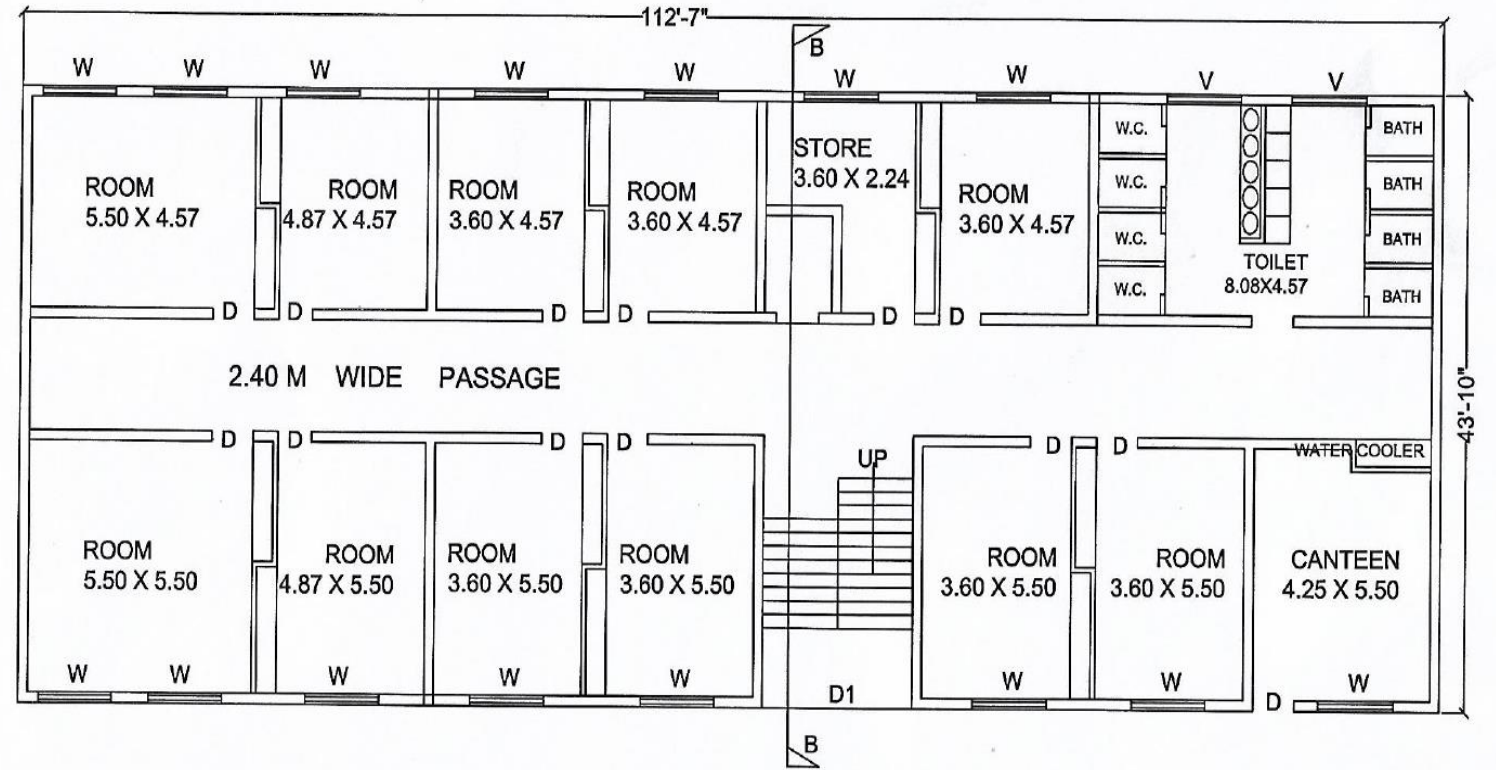 112'-7"
B
W W W W W W W V V
STORE
3.60 X 2.24
W.C. BATH
W.C. BATH
W.C. BATH
W.C. BATH
ROOM
5.50 X 4.57
ROOM
4.87 X 4.57
ROOM
3.60 X 4.57
ROOM
3.60 X 4.57
ROOM
3.60 X 4.57
TOILET
8.08X4.57
D D D D D D
2.40 M WIDE PASSAGE
43'-10"
D D D D D D
WATER COOLER
UP
ROOM
5.50 X 5.50
ROOM
4.87 X 5.50
ROOM
3.60 X 5.50
ROOM
3.60 X 5.50
ROOM
3.60 X 5.50
ROOM
3.60 X 5.50
CANTEEN
4.25 X 5.50
W W W W W W W W
D1
D
B